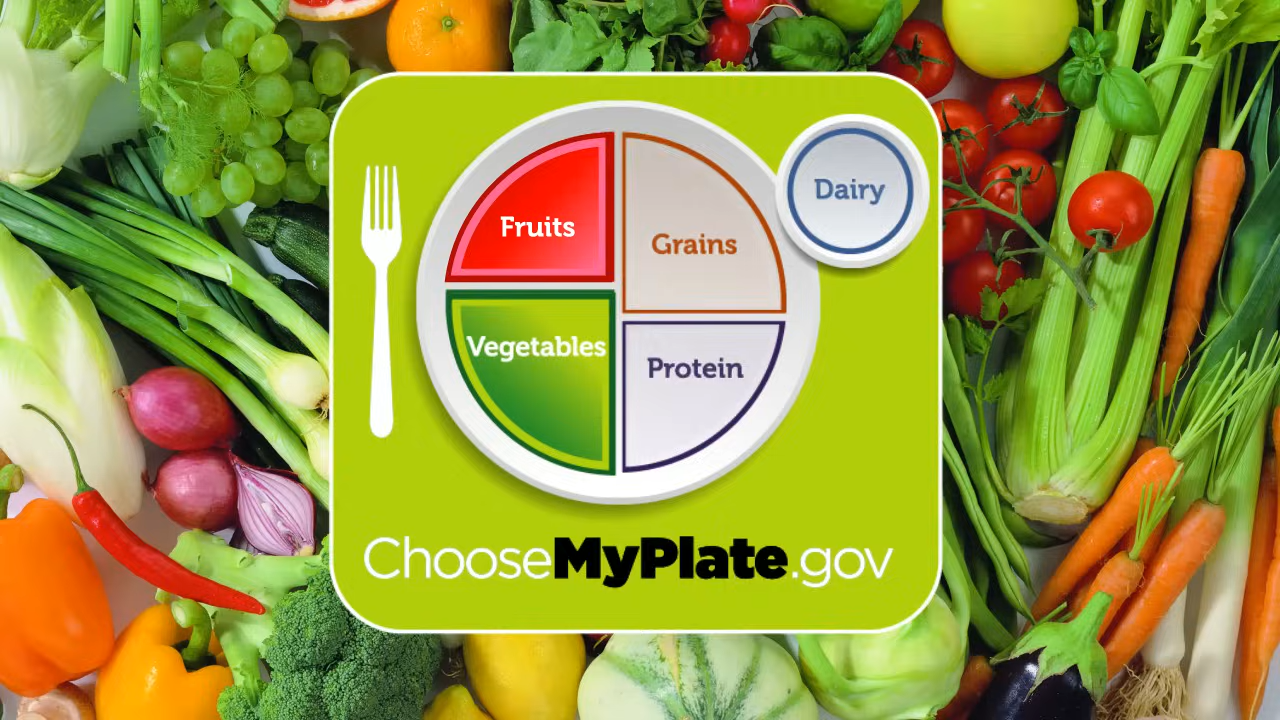 Fruits
Grains
Dairy
Vegetables
Protein
ChooseMyPlate.gov